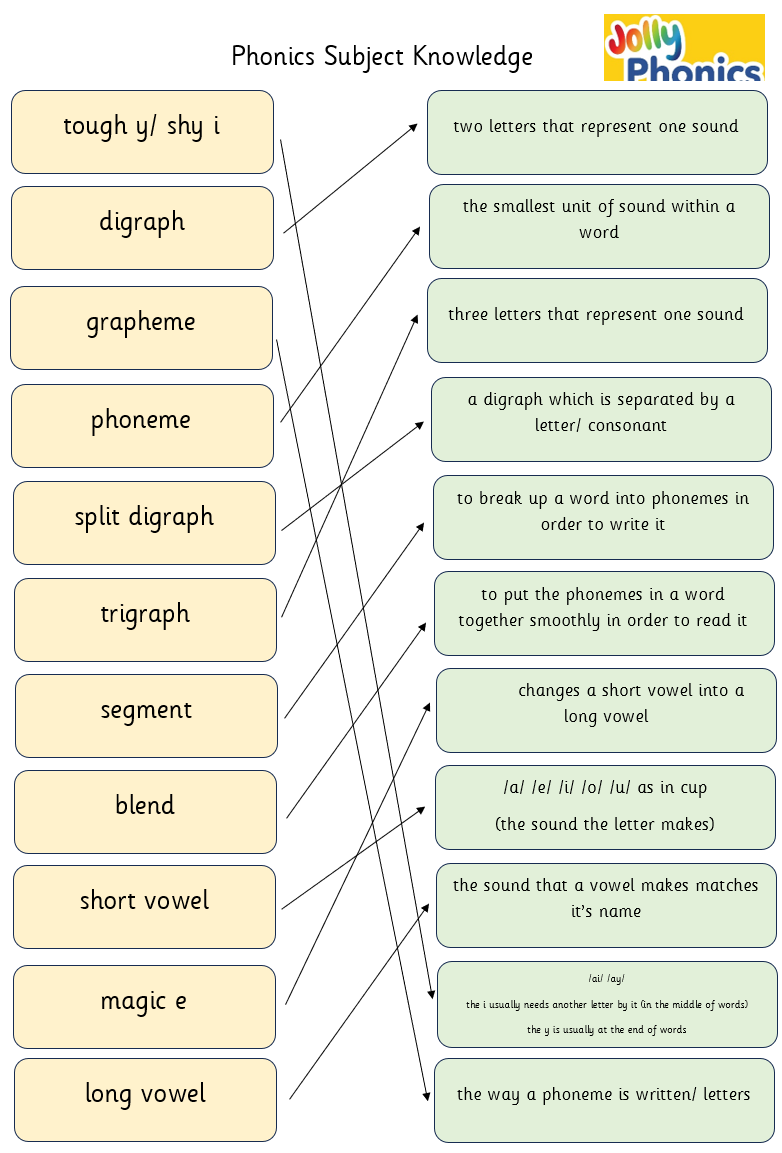 Phonics Subject Knowledge
Jolly
Phonics
tough y/ shy i
two letters that represent one sound
digraph
the smallest unit of sound within a
word
grapheme
three letters that represent one sound
phoneme
a digraph which is separated by a
letter/ consonant
split digraph
to break up a word into phonemes in
order to write it
trigraph
to put the phonemes in a word
together smoothly in order to read it
segment
changes a short vowel into a
long vowel
blend
/a/ /e/ /i/ /o/ /u/ as in cup
(the sound the letter makes)
short vowel
the sound that a vowel makes matches
it’s name
magic e
/ai/ /ay/
the i usually needs another letter by it (in the middle of words)
the y is usually at the end of words
long vowel
the way a phoneme is written/ letters